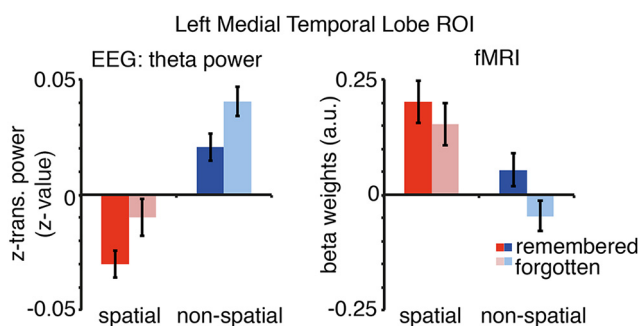 Left Medial Temporal Lobe ROI
EEG: theta power
z-trans. power
(z- value)
0.05
0
-0.05
spatial
non-spatial
fMRI
beta weights (a.u.)
0.25
0
-0.25
remembered
forgotten
spatial
non-spatial